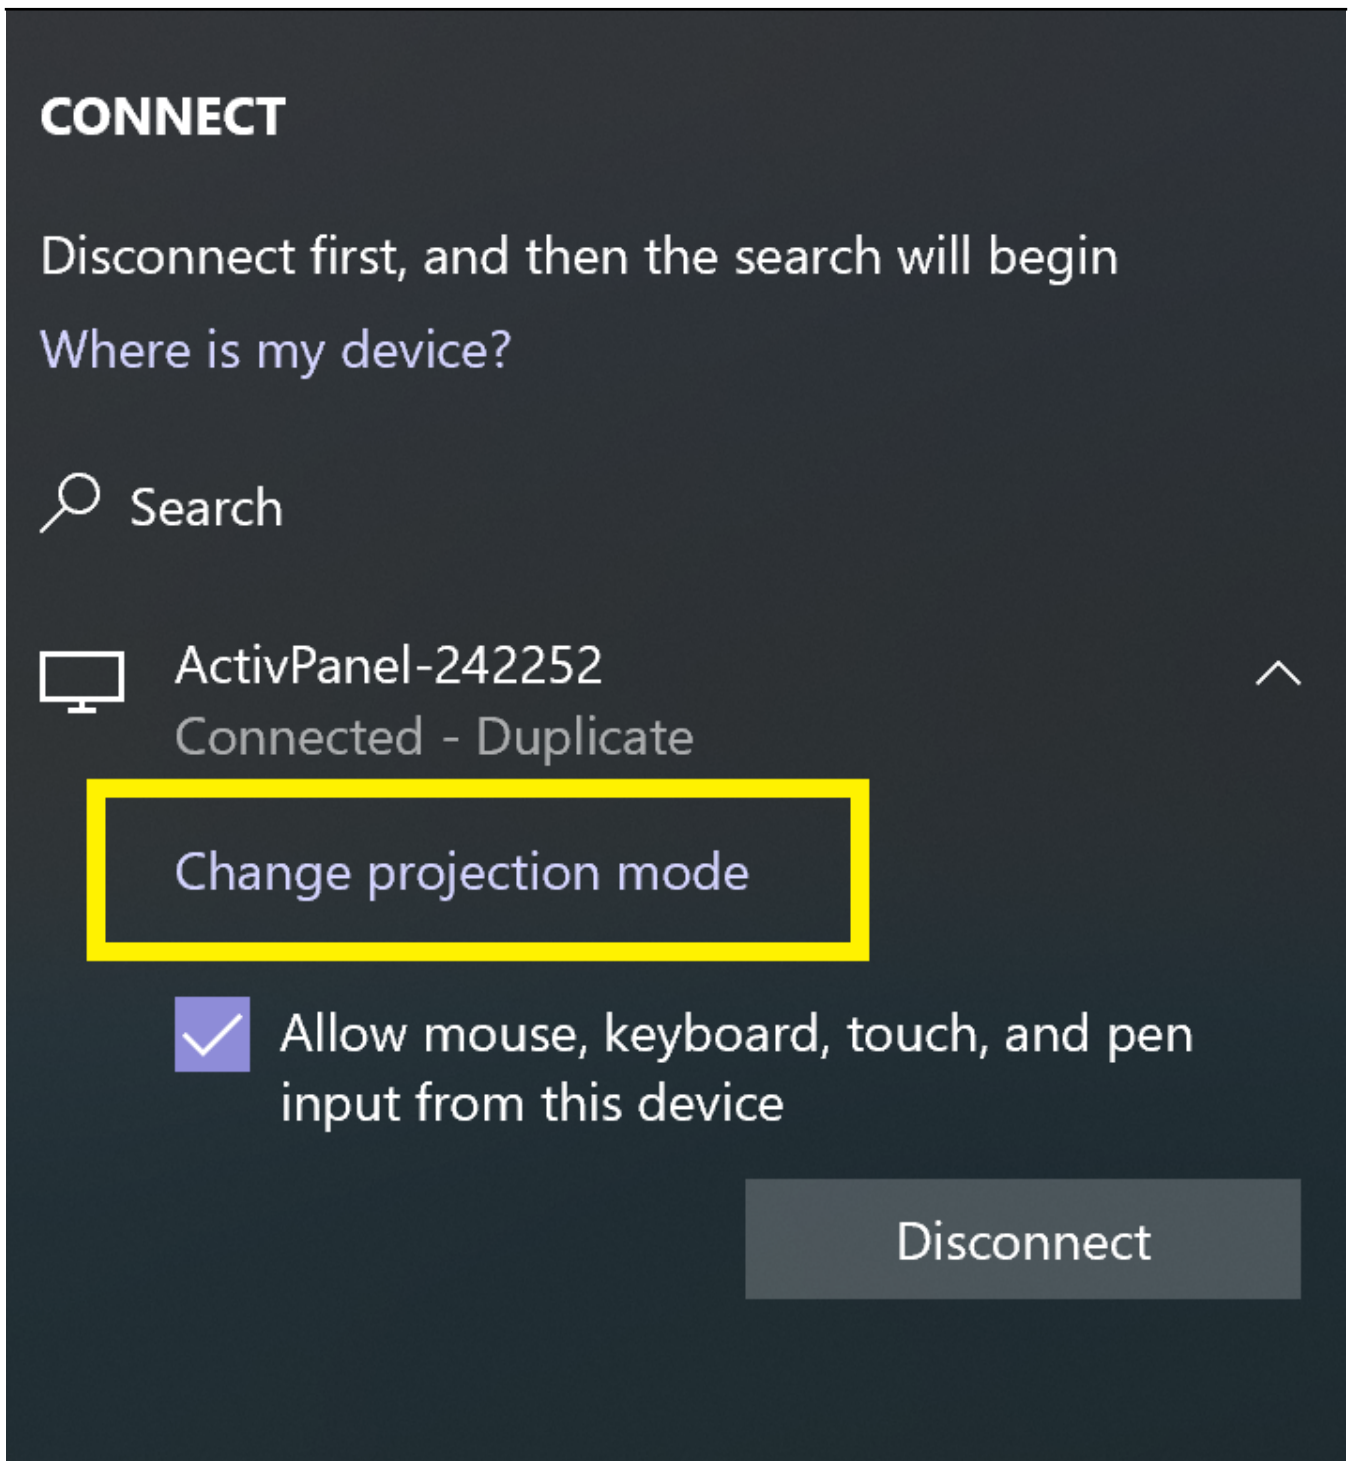 CONNECT
Disconnect first, and then the search will begin
Where is my device?
Search
ActivPanel-242252
Connected - Duplicate
Change projection mode
Allow mouse, keyboard, touch, and pen
input from this device
Disconnect